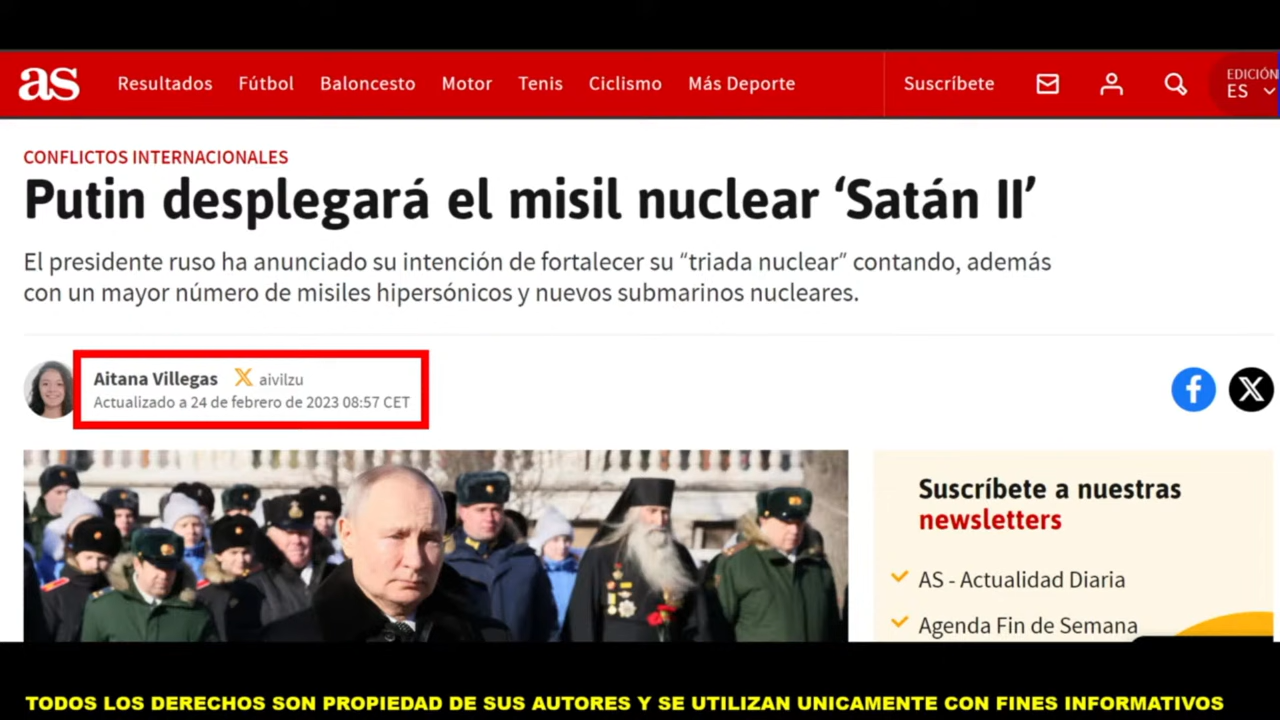 as Resultados Fútbol Baloncesto Motor Tenis Ciclismo Más Deporte Suscríbete EDICIÓN
ES
CONFLICTOS INTERNACIONALES
Putin desplegará el misil nuclear ‘Satán II’
El presidente ruso ha anunciado su intención de fortalecer su “triada nuclear” contando, además
con un mayor número de misiles hipersónicos y nuevos submarinos nucleares.
Aitana Villegas X aivilzu
Actualizado a 24 de febrero de 2023 08:57 CET
f X
Suscríbete a nuestras
newsletters
AS - Actualidad Diaria
Agenda Fin de Semana
TODOS LOS DERECHOS SON PROPIEDAD DE SUS AUTORES Y SE UTILIZAN UNICAMENTE CON FINES INFORMATIVOS